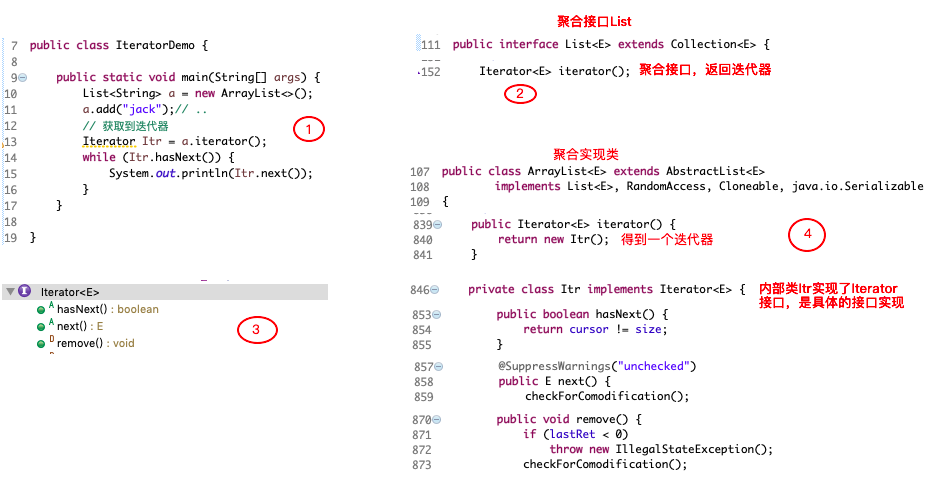 7 public class IteratorDemo {
8
9 public static void main(String[] args) {
10 List<String> a = new ArrayList<>();
11 a.add("jack");// ..
12 // 获取到迭代器
13 Iterator Itr = a.iterator();
14 while (Itr.hasNext()) {
15 System.out.println(Itr.next());
16 }
17 }
18
19 }
1
Iterator<E>
hasNext() : boolean
next() : E
remove() : void
3
聚合接口List
111 public interface List<E> extends Collection<E> {
152 Iterator<E> iterator(); 聚合接口，返回迭代器
2
聚合实现类
107 public class ArrayList<E> extends AbstractList<E>
108 implements List<E>, RandomAccess, Cloneable, java.io.Serializable
109 {
839 public Iterator<E> iterator() {
840 return new Itr(); 得到一个迭代器
841 }
4
846 private class Itr implements Iterator<E> { 内部类Itr实现了Iterator
接口，是具体的接口实现
853 public boolean hasNext() {
854 return cursor != size;
855 }
857 @SuppressWarnings("unchecked")
858 public E next() {
859 checkForComodification();
870 public void remove() {
871 if (lastRet < 0)
872 throw new IllegalStateException();
873 checkForComodification();